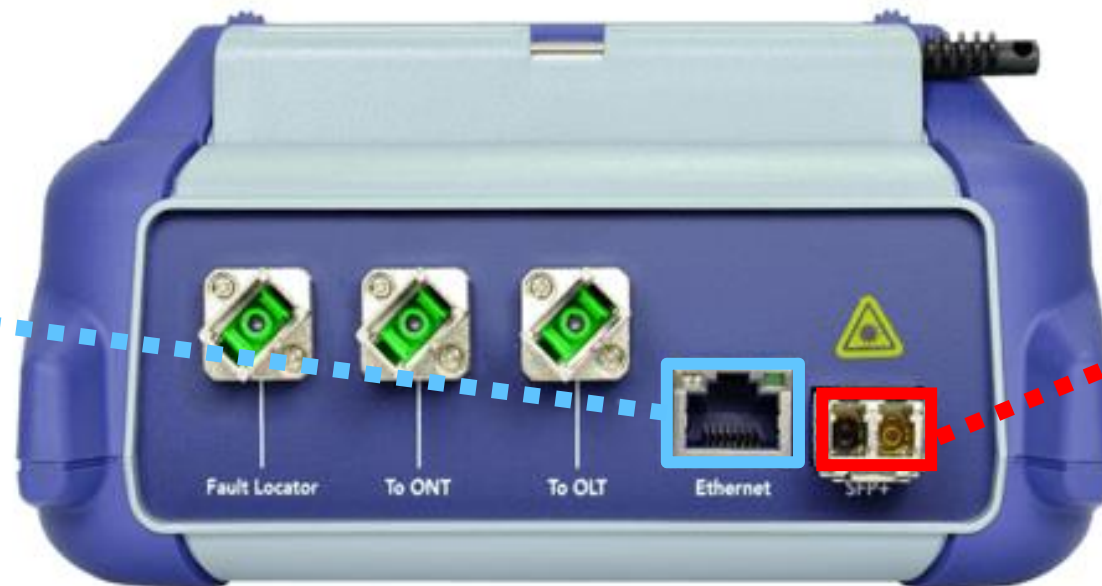 Fault Locator
To ONT
To OLT
Ethernet
SFP+